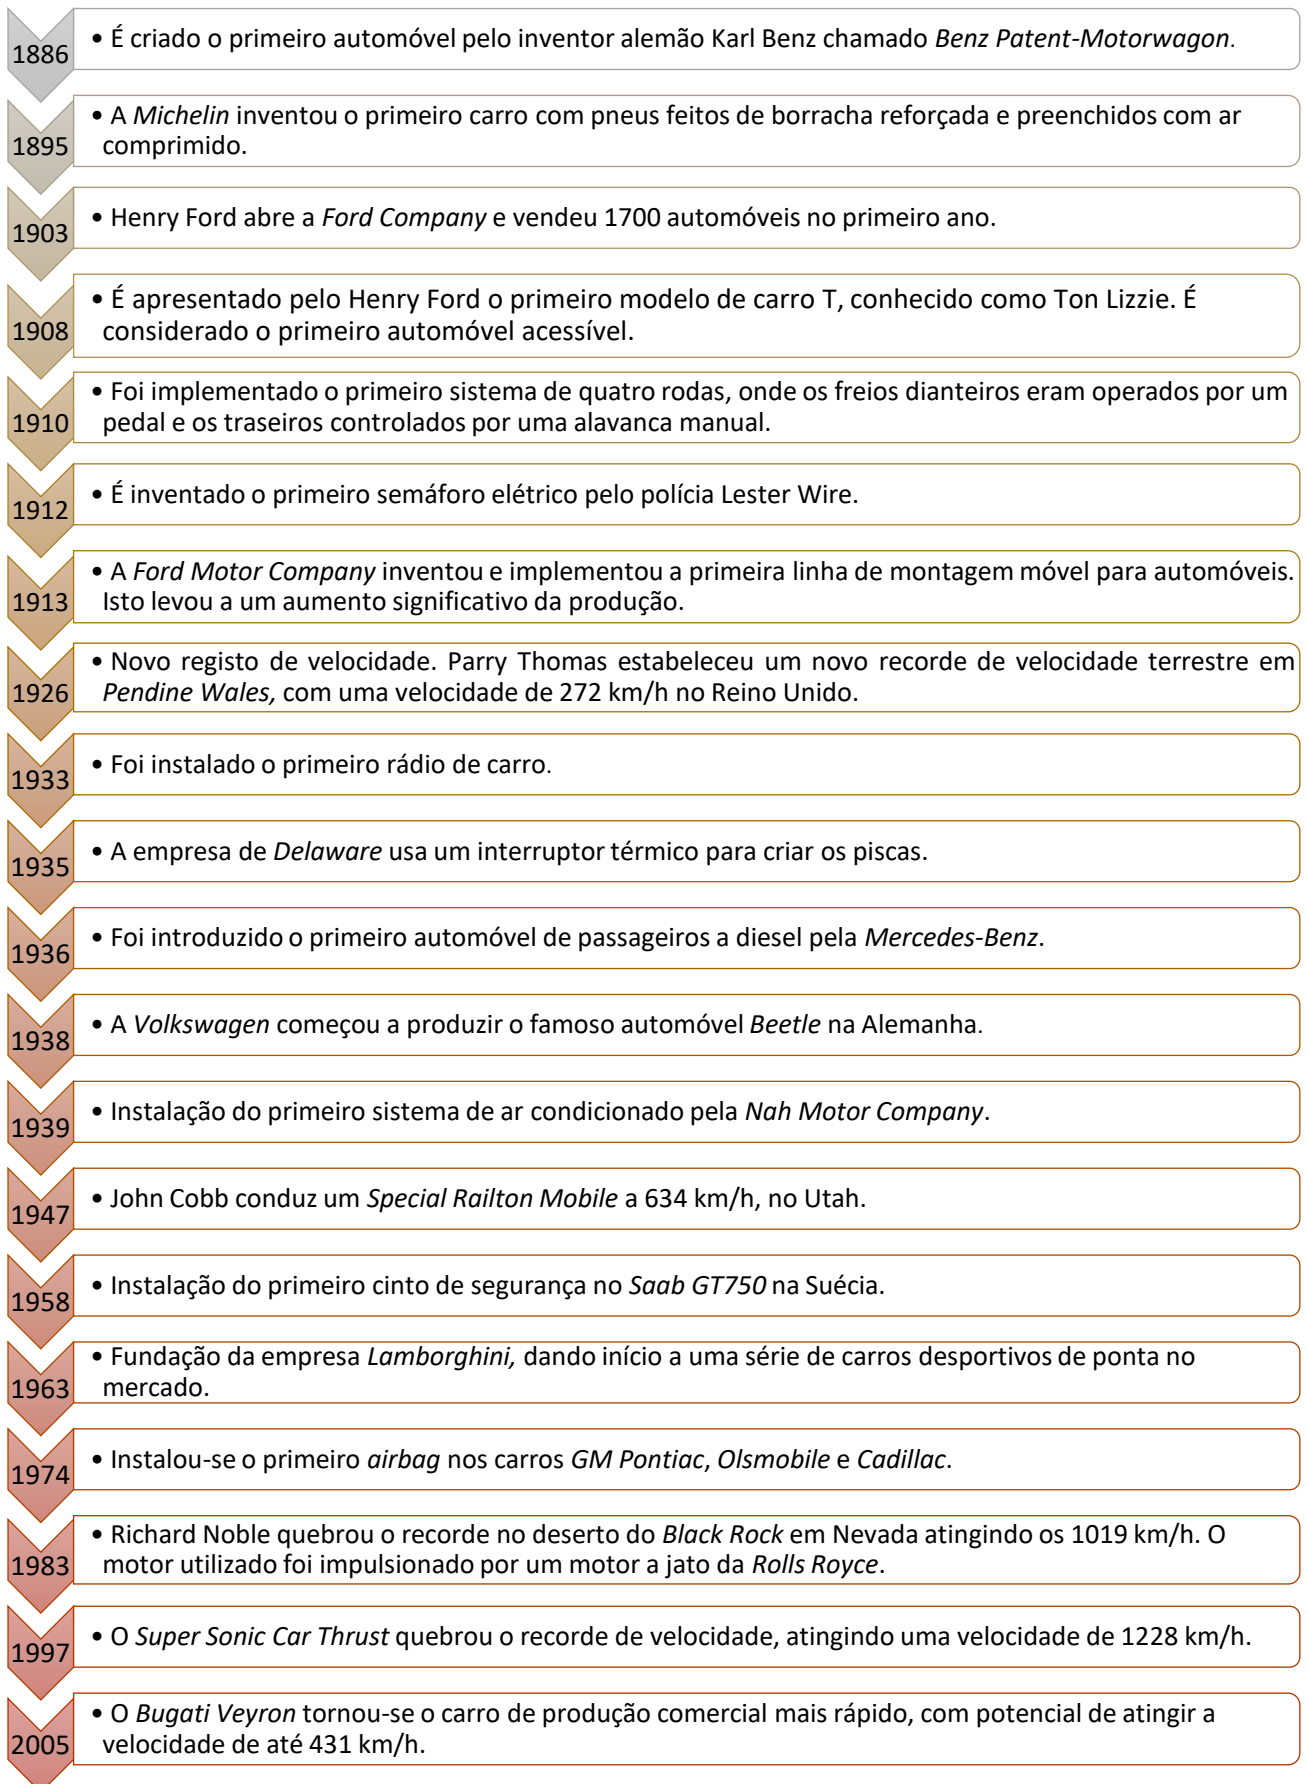 1886
• É criado o primeiro automóvel pelo inventor alemão Karl Benz chamado Benz Patent-Motorwagon.
1895
• A Michelin inventou o primeiro carro com pneus feitos de borracha reforçada e preenchidos com ar
comprimido.
1903
• Henry Ford abre a Ford Company e vendeu 1700 automóveis no primeiro ano.
1908
• É apresentado pelo Henry Ford o primeiro modelo de carro T, conhecido como Ton Lizzie. É
considerado o primeiro automóvel acessível.
1910
• Foi implementado o primeiro sistema de quatro rodas, onde os freios dianteiros eram operados por um
pedal e os traseiros controlados por uma alavanca manual.
1912
• É inventado o primeiro semáforo elétrico pelo polícia Lester Wire.
1913
• A Ford Motor Company inventou e implementou a primeira linha de montagem móvel para automóveis.
Isto levou a um aumento significativo da produção.
1926
• Novo registo de velocidade. Parry Thomas estabeleceu um novo recorde de velocidade terrestre em
Pendine Wales, com uma velocidade de 272 km/h no Reino Unido.
1933
• Foi instalado o primeiro rádio de carro.
1935
• A empresa de Delaware usa um interruptor térmico para criar os piscas.
1936
• Foi introduzido o primeiro automóvel de passageiros a diesel pela Mercedes-Benz.
1938
• A Volkswagen começou a produzir o famoso automóvel Beetle na Alemanha.
1939
• Instalação do primeiro sistema de ar condicionado pela Nah Motor Company.
1947
• John Cobb conduz um Special Railton Mobile a 634 km/h, no Utah.
1958
• Instalação do primeiro cinto de segurança no Saab GT750 na Suécia.
1963
• Fundação da empresa Lamborghini, dando início a uma série de carros desportivos de ponta no
mercado.
1974
• Instalou-se o primeiro airbag nos carros GM Pontiac, Olsmobile e Cadillac.
1983
• Richard Noble quebrou o recorde no deserto do Black Rock em Nevada atingindo os 1019 km/h. O
motor utilizado foi impulsionado por um motor a jato da Rolls Royce.
1997
• O Super Sonic Car Thrust quebrou o recorde de velocidade, atingindo uma velocidade de 1228 km/h.
2005
• O Bugati Veyron tornou-se o carro de produção comercial mais rápido, com potencial de atingir a
velocidade de até 431 km/h.